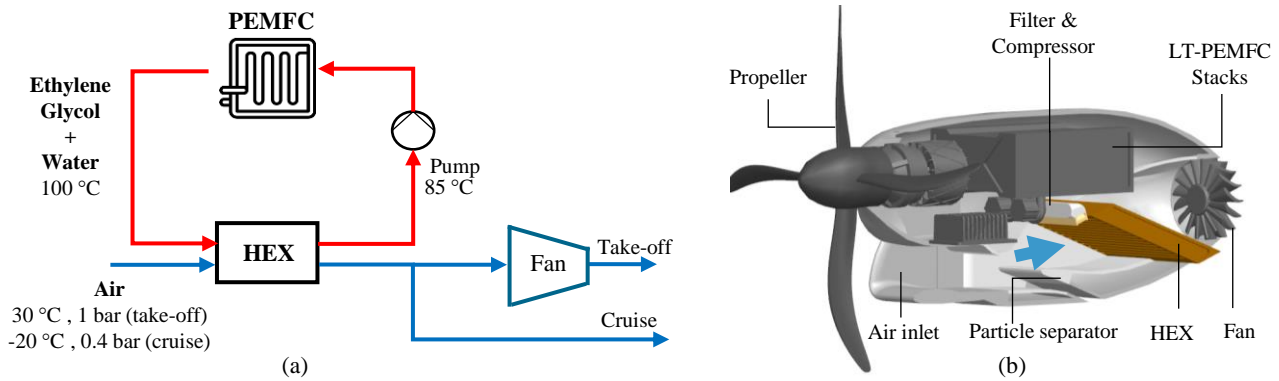 PEMFC
Ethylene
Glycol
+
Water
100 °C
Pump
85 °C
HEX
Fan
Take-off
Air
30 °C , 1 bar (take-off)
-20 °C , 0.4 bar (cruise)
Cruise
(a)
Filter &
Compressor
LT-PEMFC
Stacks
Propeller
Air inlet
Particle separator
HEX
Fan
(b)